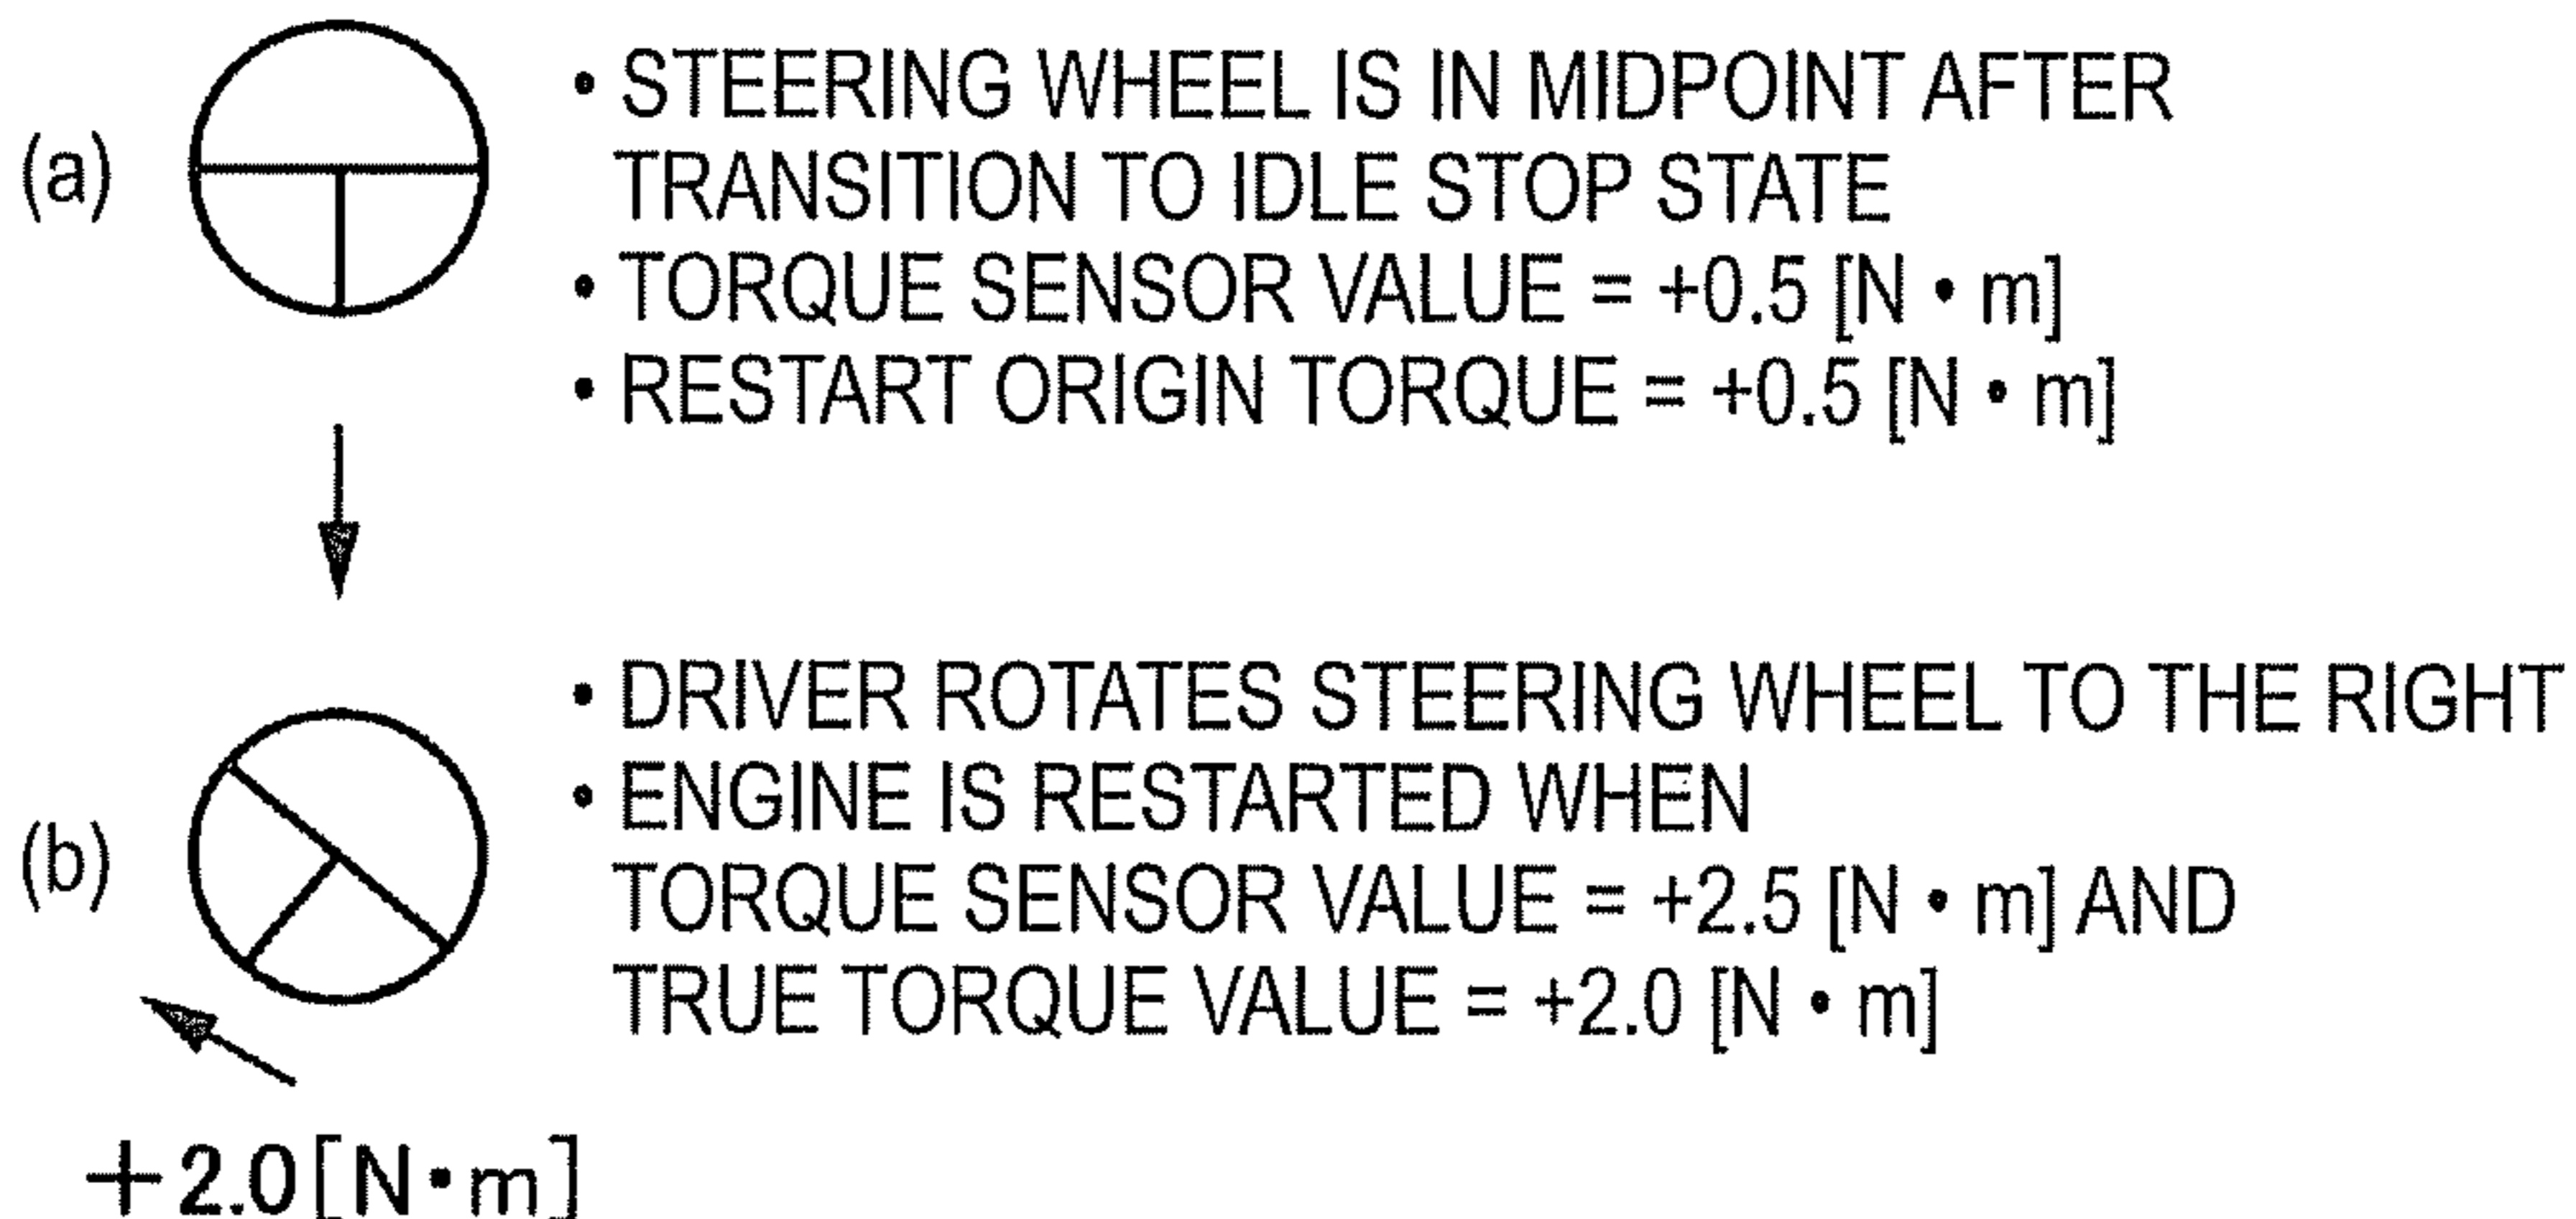 (a)
• STEERING WHEEL IS IN MIDPOINT AFTER
TRANSITION TO IDLE STOP STATE
• TORQUE SENSOR VALUE = +0.5 [N • m]
• RESTART ORIGIN TORQUE = +0.5 [N • m]
(b)
• DRIVER ROTATES STEERING WHEEL TO THE RIGHT
• ENGINE IS RESTARTED WHEN
TORQUE SENSOR VALUE = +2.5 [N • m] AND
TRUE TORQUE VALUE = +2.0 [N • m]
+2.0[N•m]